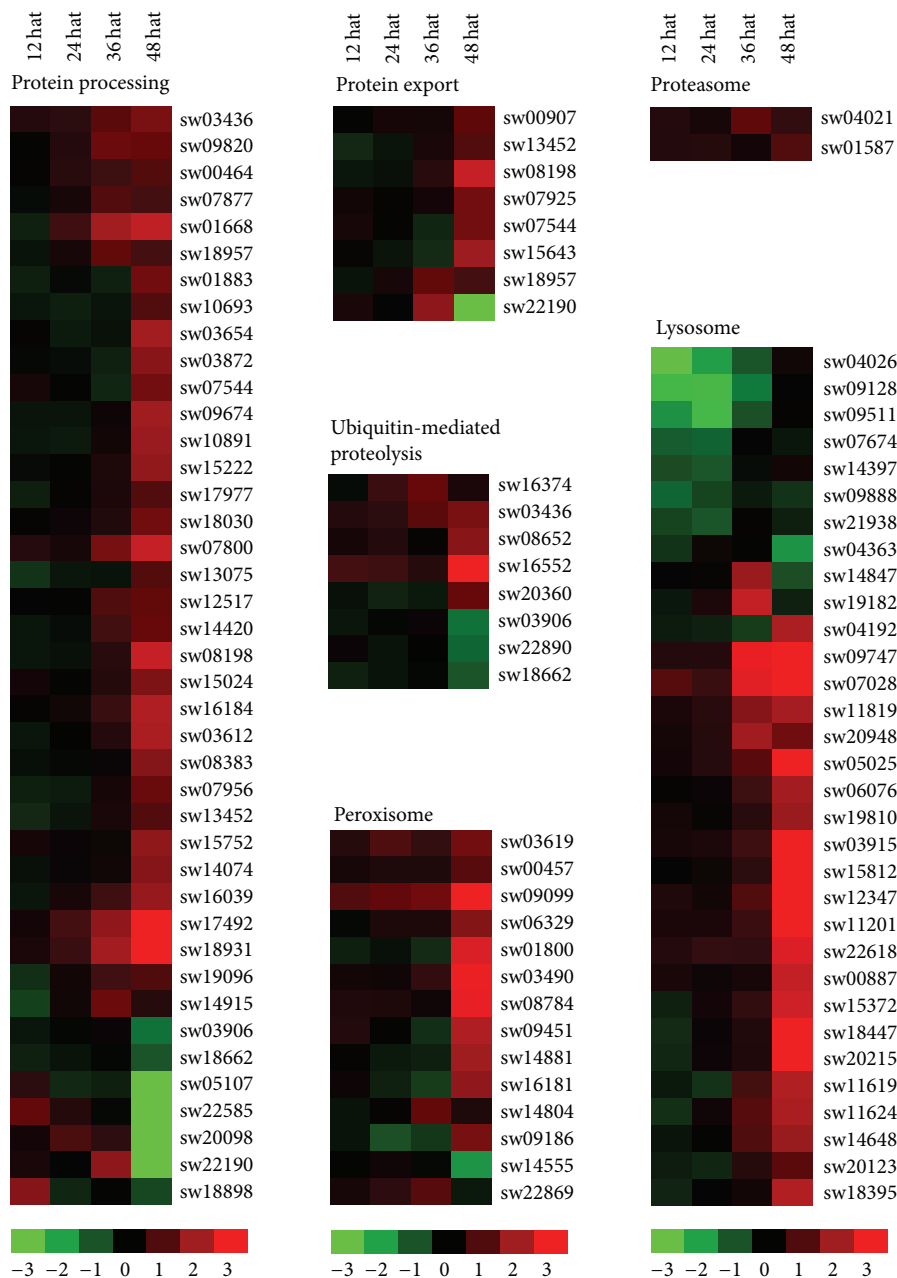 12 hat
24 hat
36 hat
48 hat
Protein processing
sw03436
sw09820
sw00464
sw07877
sw01668
sw18957
sw01883
sw10693
sw03654
sw03872
sw07544
sw09674
sw10891
sw15222
sw17977
sw18030
sw07800
sw13075
sw12517
sw14420
sw08198
sw15024
sw16184
sw03612
sw08383
sw07956
sw13452
sw15752
sw14074
sw16039
sw17492
sw18931
sw19096
sw14915
sw03906
sw18662
sw05107
sw22585
sw20098
sw22190
sw18898
−3 −2 −1 0 1 2 3
12 hat
24 hat
36 hat
48 hat
Protein export
sw00907
sw13452
sw08198
sw07925
sw07544
sw15643
sw18957
sw22190
Ubiquitin-mediated
proteolysis
sw16374
sw03436
sw08652
sw16552
sw20360
sw03906
sw22890
sw18662
Peroxisome
sw03619
sw00457
sw09099
sw06329
sw01800
sw03490
sw08784
sw09451
sw14881
sw16181
sw14804
sw09186
sw14555
sw22869
−3 −2 −1 0 1 2 3
12 hat
24 hat
36 hat
48 hat
Proteasome
sw04021
sw01587
Lysosome
sw04026
sw09128
sw09511
sw07674
sw14397
sw09888
sw21938
sw04363
sw14847
sw19182
sw04192
sw09747
sw07028
sw11819
sw20948
sw05025
sw06076
sw19810
sw03915
sw15812
sw12347
sw11201
sw22618
sw00887
sw15372
sw18447
sw20215
sw11619
sw11624
sw14648
sw20123
sw18395
−3 −2 −1 0 1 2 3